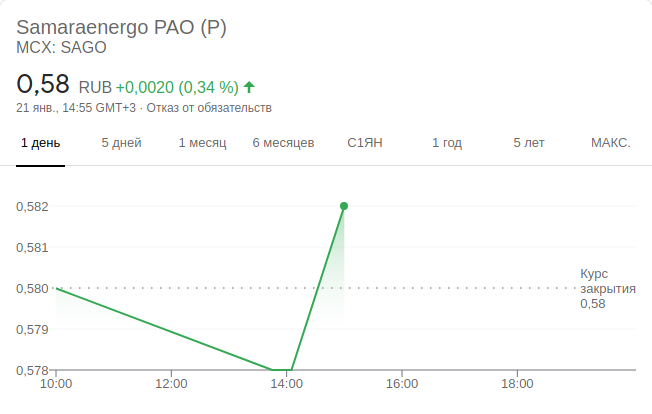 Samaraenergo PAO (P)
MCX: SAGO
0,58 RUB +0,0020 (0,34 %)
21 янв., 14:55 GMT+3 · Отказ от обязательств
1 день 5 дней 1 месяц 6 месяцев С1ЯН 1 год 5 лет МАКС.
0,582
0,581
0,580
0,579
0,578
Курс
закрытия
0,58
10:00 12:00 14:00 16:00 18:00